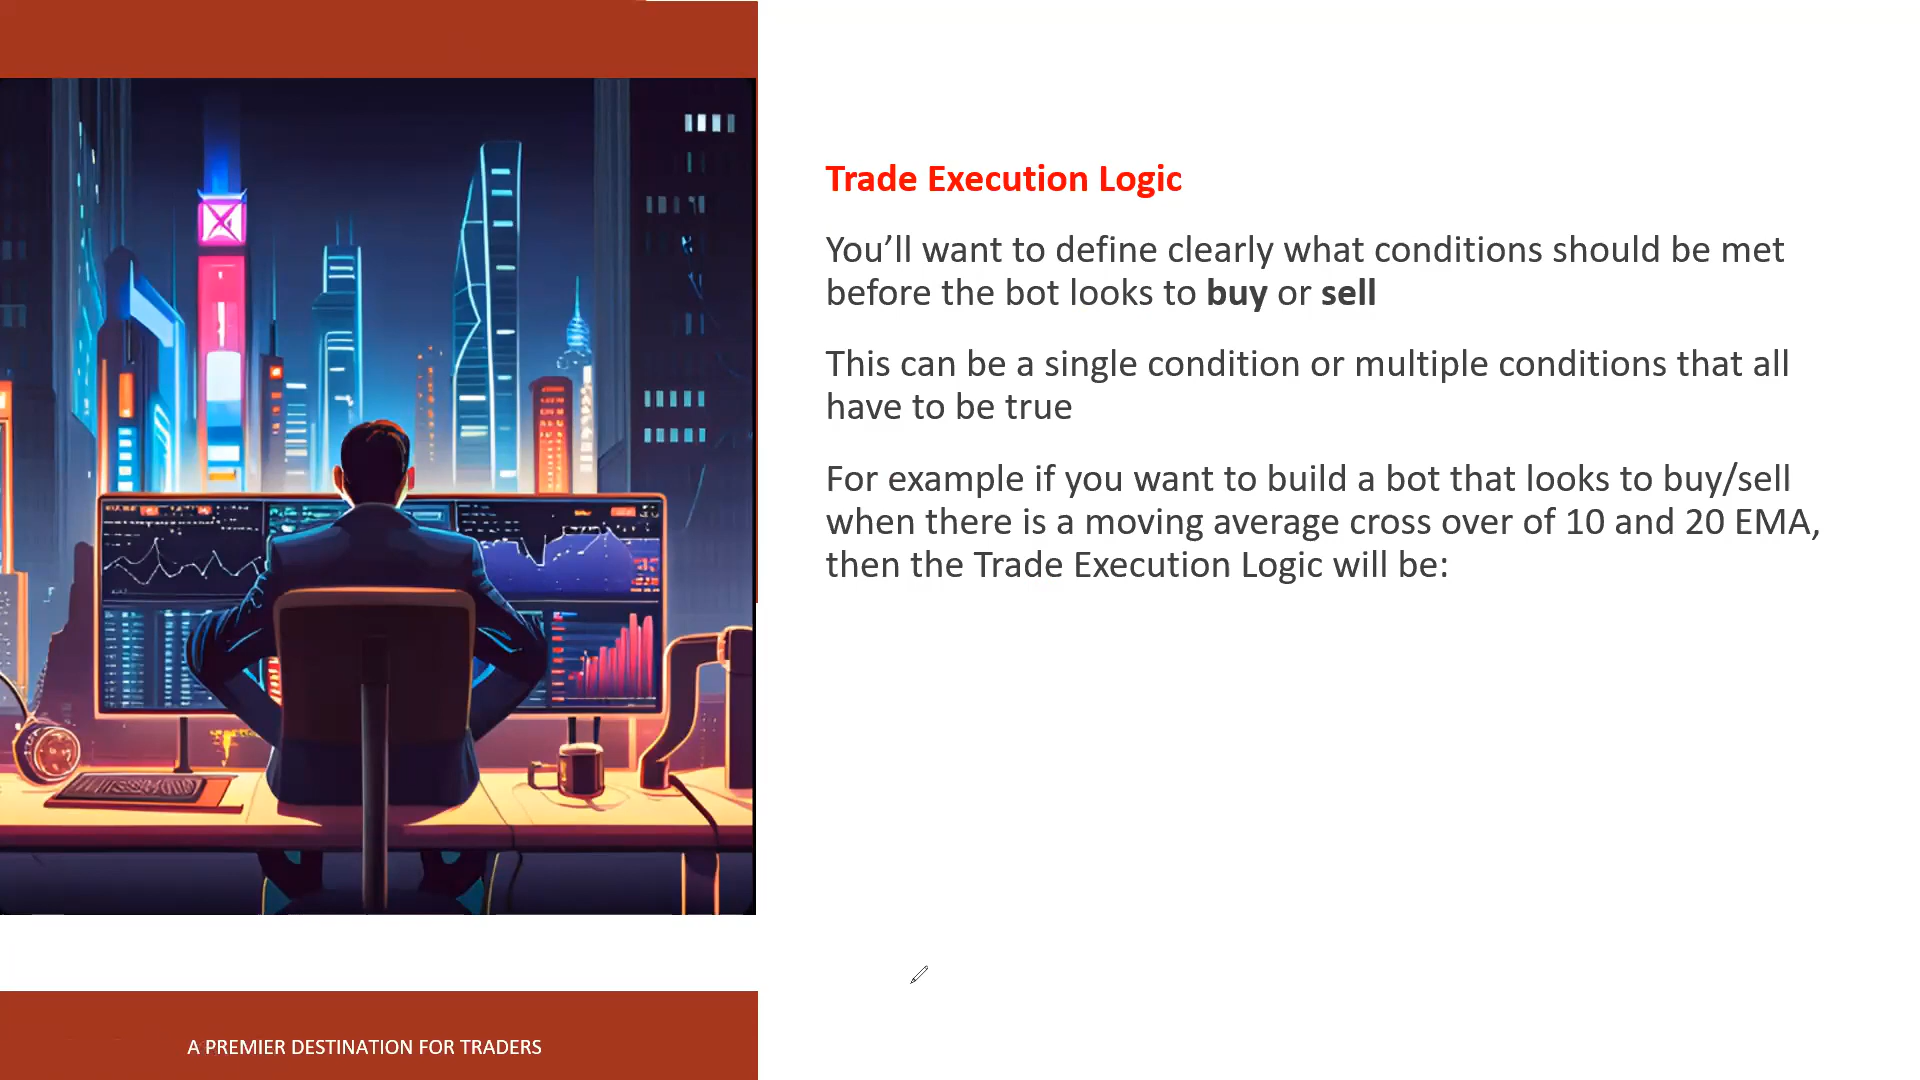 Trade Execution Logic
You’ll want to define clearly what conditions should be met
before the bot looks to buy or sell
This can be a single condition or multiple conditions that all
have to be true
For example if you want to build a bot that looks to buy/sell
when there is a moving average cross over of 10 and 20 EMA,
then the Trade Execution Logic will be:
A PREMIER DESTINATION FOR TRADERS